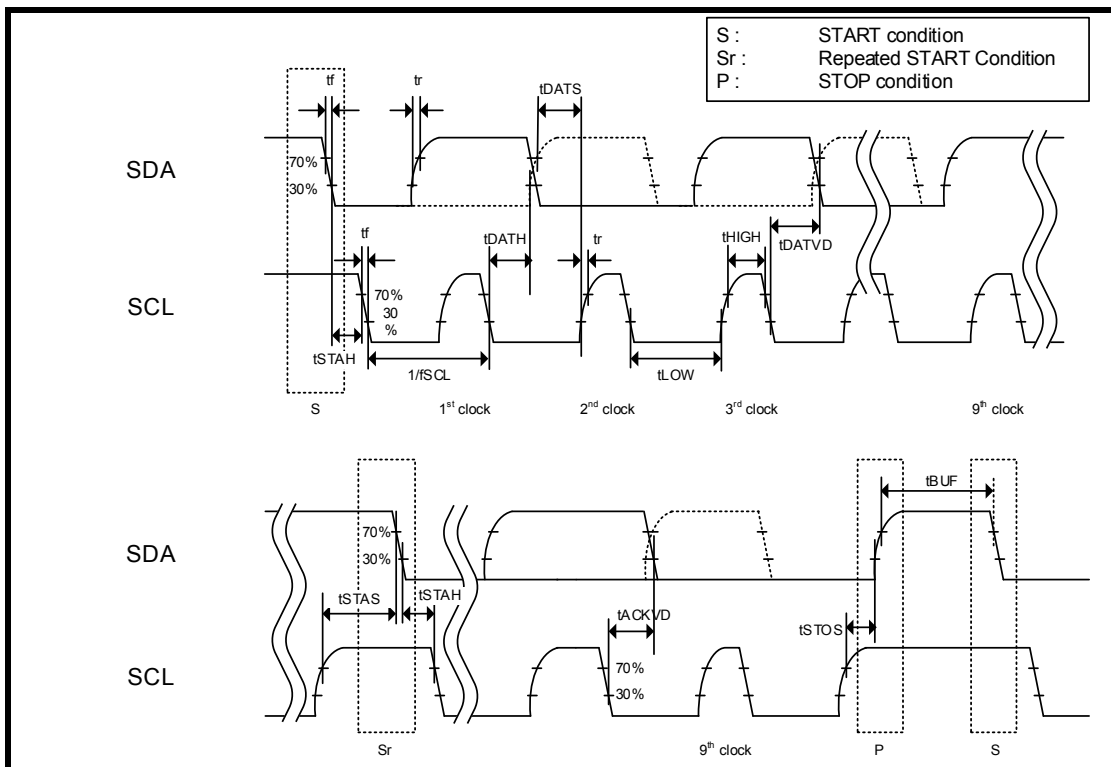 S : START condition
Sr : Repeated START Condition
P : STOP condition
tf
tr
tDATS
SDA
70%
30%
tf
tDATH
tr
tHIGH
tDATVD
SCL
70%
30
%
tSTAH
1/fSCL
tLOW
S
1st clock
2nd clock
3rd clock
9th clock
tBUF
SDA
70%
30%
tSTAS
tSTAH
tACKVD
tSTOS
SCL
70%
30%
Sr
9th clock
P
S